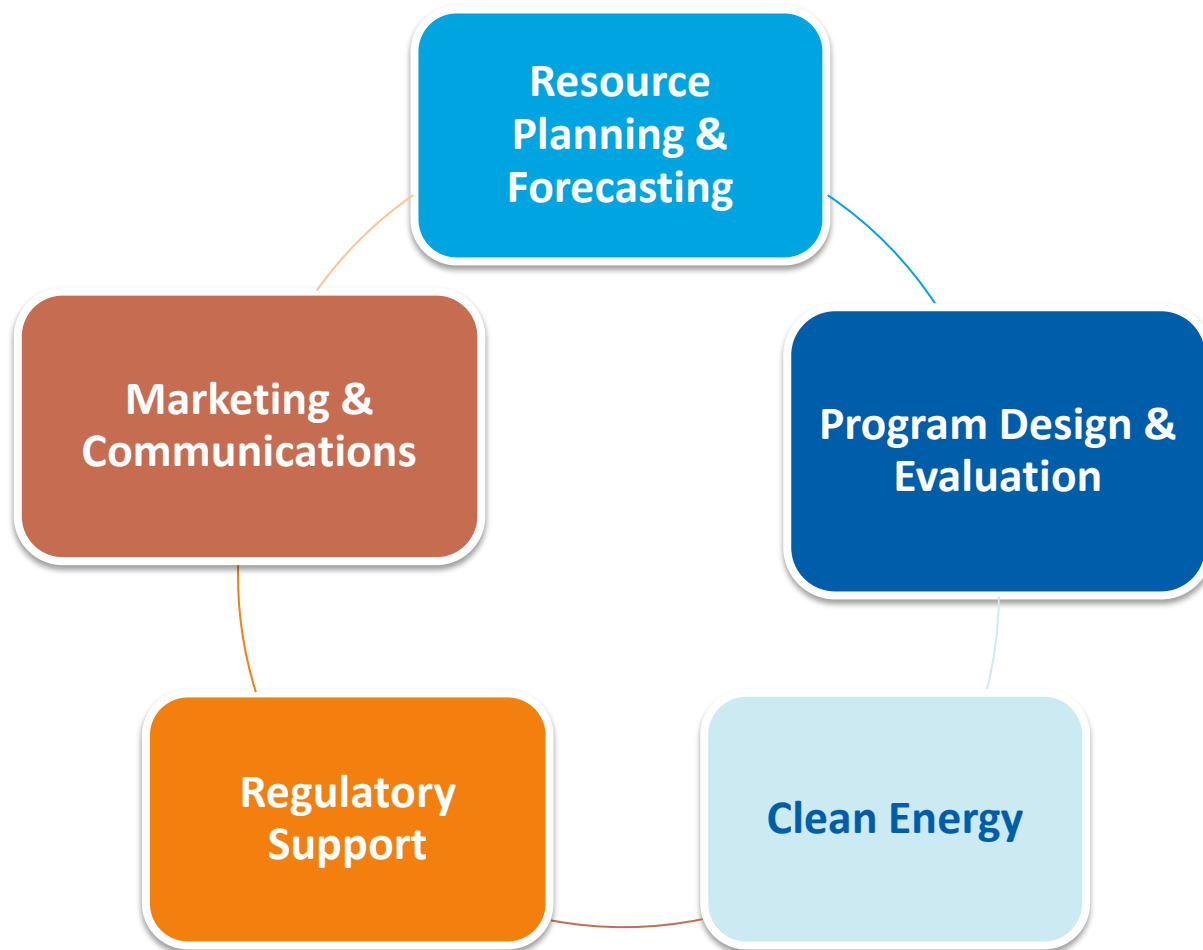 Resource
Planning &
Forecasting
Marketing &
Communications
Program Design &
Evaluation
Regulatory
Support
Clean Energy